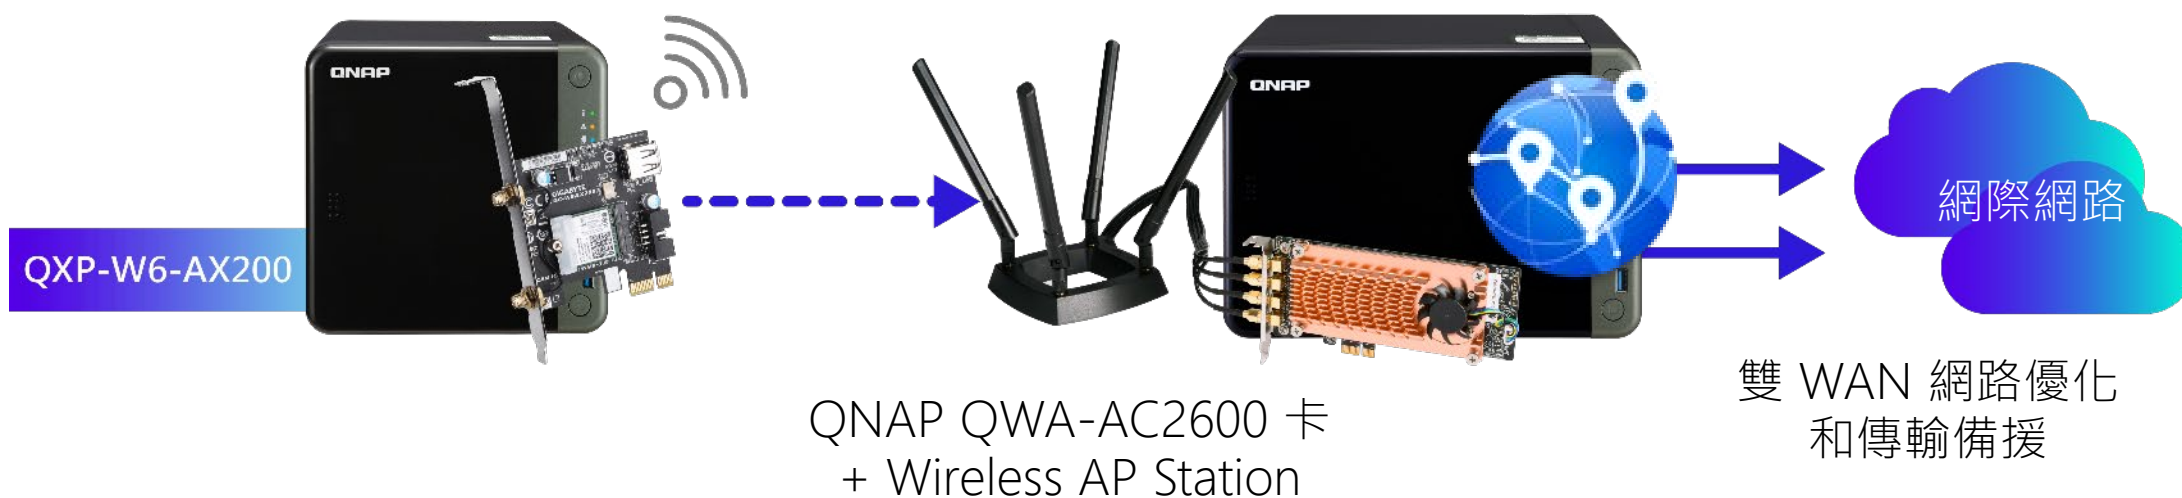 QNAP
QXP-W6-AX200
GIGABYTE
QNAP
網際網路
QNAP QWA-AC2600 卡
+ Wireless AP Station
雙 WAN 網路優化
和傳輸備援